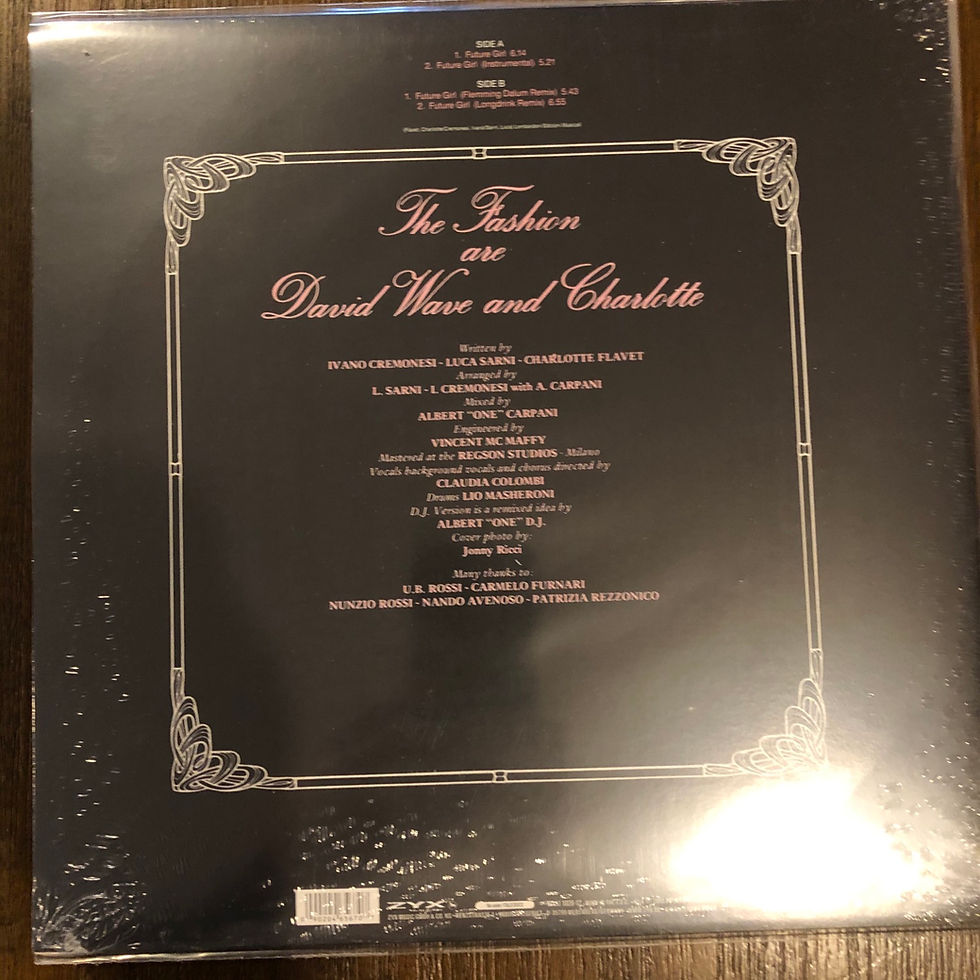 SIDE A
1. Future Girl 6.14
2. Future Girl (Instrumental) 5.21
SIDE B
1. Future Girl (Flemming Dalum Remix) 5.43
2. Future Girl (Longdrink Remix) 6.55
The Fashion
are
David Wave and Charlotte
Written by
IVANO CREMONESI - LUCA SARNI - CHARLOTTE FLAVET
Arranged by
L. SARNI - I. CREMONESI with A. CARPANI
Mixed by
ALBERT "ONE" CARPANI
Engineered by
VINCENT MC MAFFY
Mastered at the REGSON STUDIOS - Milano
Vocals background vocals and chorus directed by
CLAUDIA COLOMBI
Drums LIO MASHERONI
D.J. Version is a remixed idea by
ALBERT "ONE" D.J.
Cover photo by:
Jonny Ricci
Many thanks to:
U.B. ROSSI - CARMELO FURNARI
NUNZIO ROSSI - NANDO AVENOSO - PATRIZIA REZZONICO
ZYX